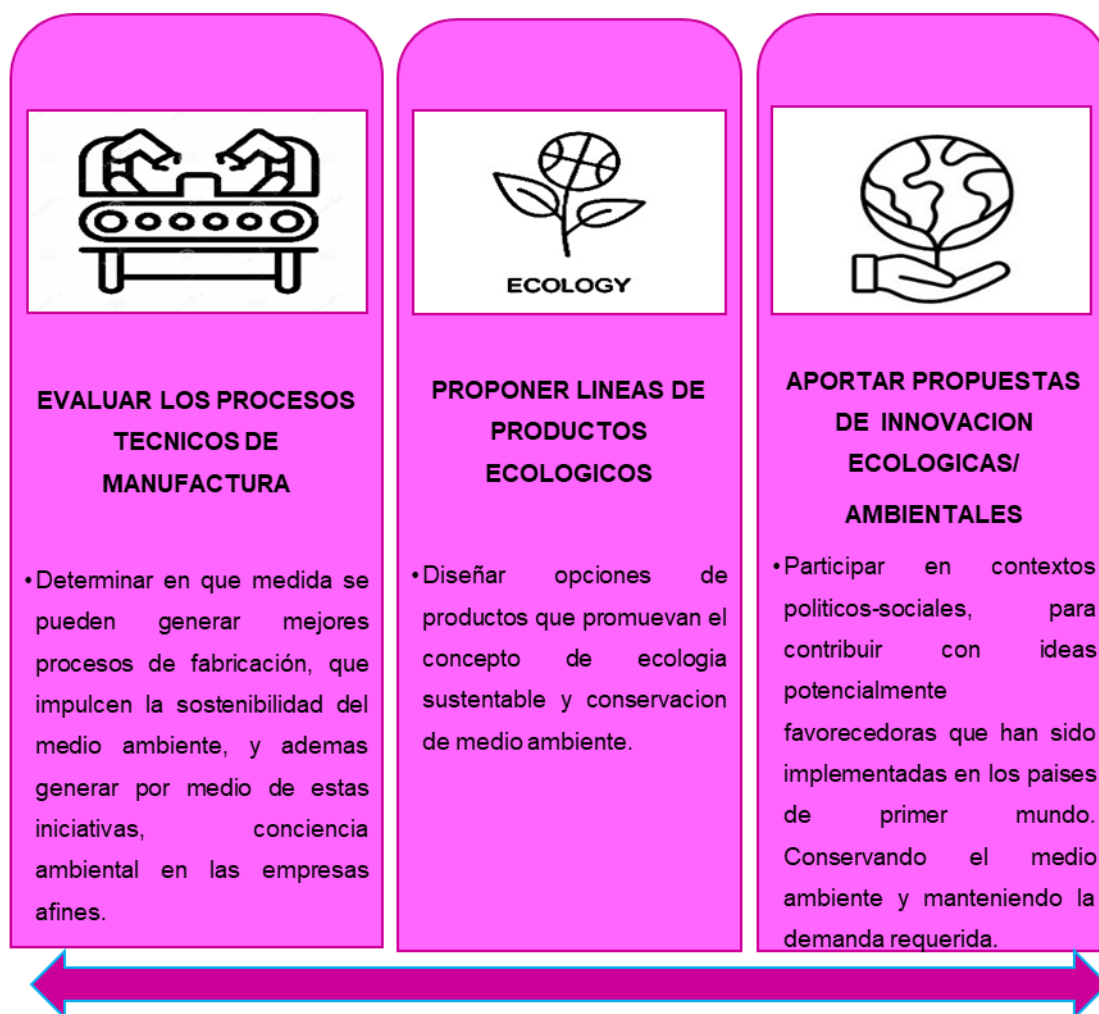 EVALUAR LOS PROCESOS
TECNICOS DE
MANUFACTURA
•Determinar en que medida se
pueden generar mejores
procesos de fabricación, que
impulcen la sostenibilidad del
medio ambiente, y ademas
generar por medio de estas
iniciativas, conciencia
ambiental en las empresas
afines.
ECOLOGY
PROPONER LINEAS DE
PRODUCTOS
ECOLOGICOS
•Diseñar opciones de
productos que promuevan el
concepto de ecologia
sustentable y conservacion
de medio ambiente.
APORTAR PROPUESTAS
DE INNOVACION
ECOLOGICAS/
AMBIENTALES
•Participar en contextos
politicos-sociales, para
contribuir con ideas
potencialmente
favorecedoras que han sido
implementadas en los paises
de primer mundo.
Conservando el medio
ambiente y manteniendo la
demanda requerida.